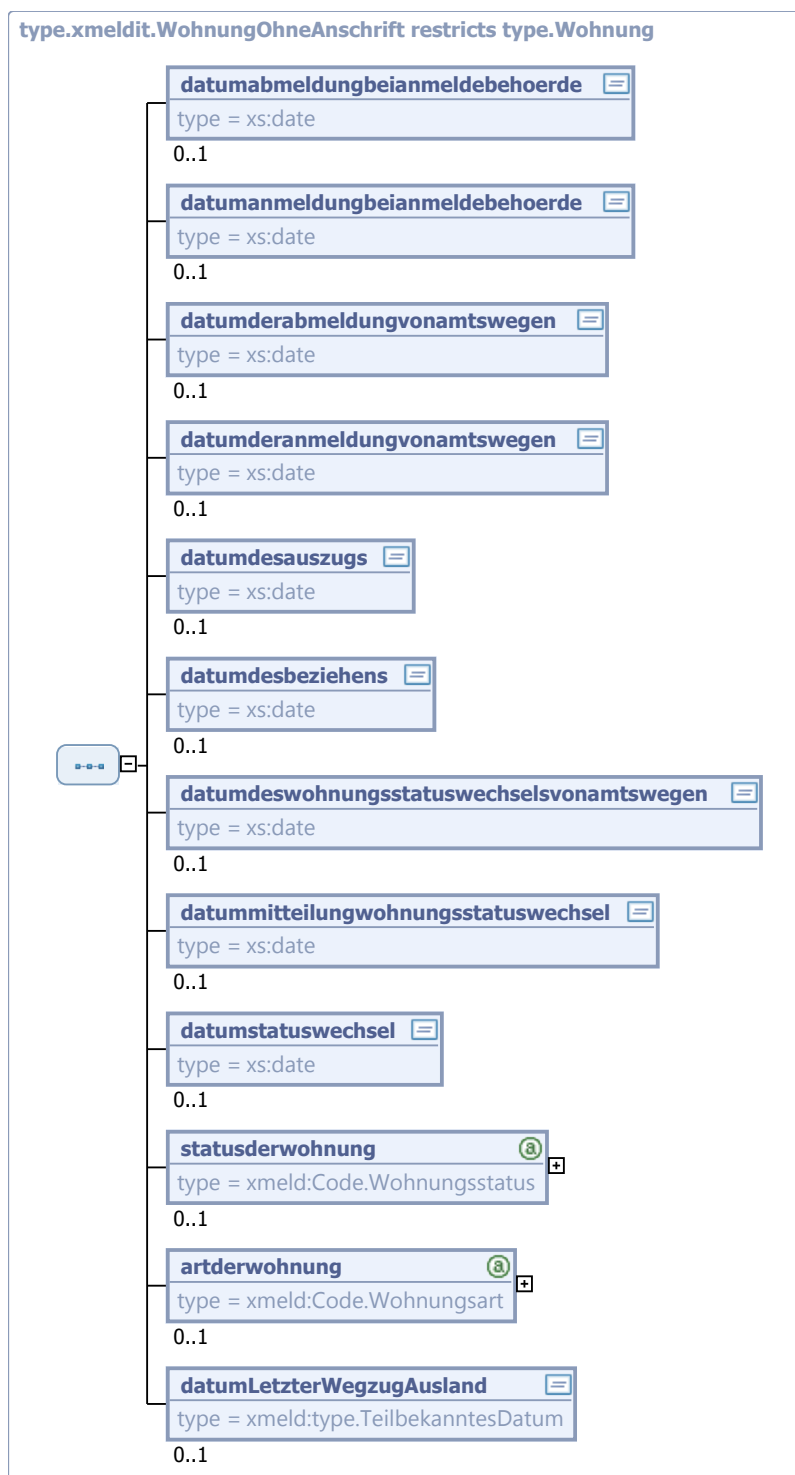 type.xmeldit.WohnungOhneAnschrift restricts type.Wohnung
datumabmeldungbeianmeldebehoerde
type = xs:date
0..1
datumanmeldungbeianmeldebehoerde
type = xs:date
0..1
datumderabmeldungvonamtswegen
type = xs:date
0..1
datumderanmeldungvonamtswegen
type = xs:date
0..1
datumdesauszugs
type = xs:date
0..1
datumdesbeziehens
type = xs:date
0..1
datumdeswohnungsstatuswechselsvonamtswegen
type = xs:date
0..1
datummitteilungwohnungsstatuswechsel
type = xs:date
0..1
datumstatuswechsel
type = xs:date
0..1
statusderwohnung
type = xmeld:Code.Wohnungsstatus
0..1
artderwohnung
type = xmeld:Code.Wohnungsart
0..1
datumLetzterWegzugAusland
type = xmeld:type.TeilbekanntesDatum
0..1